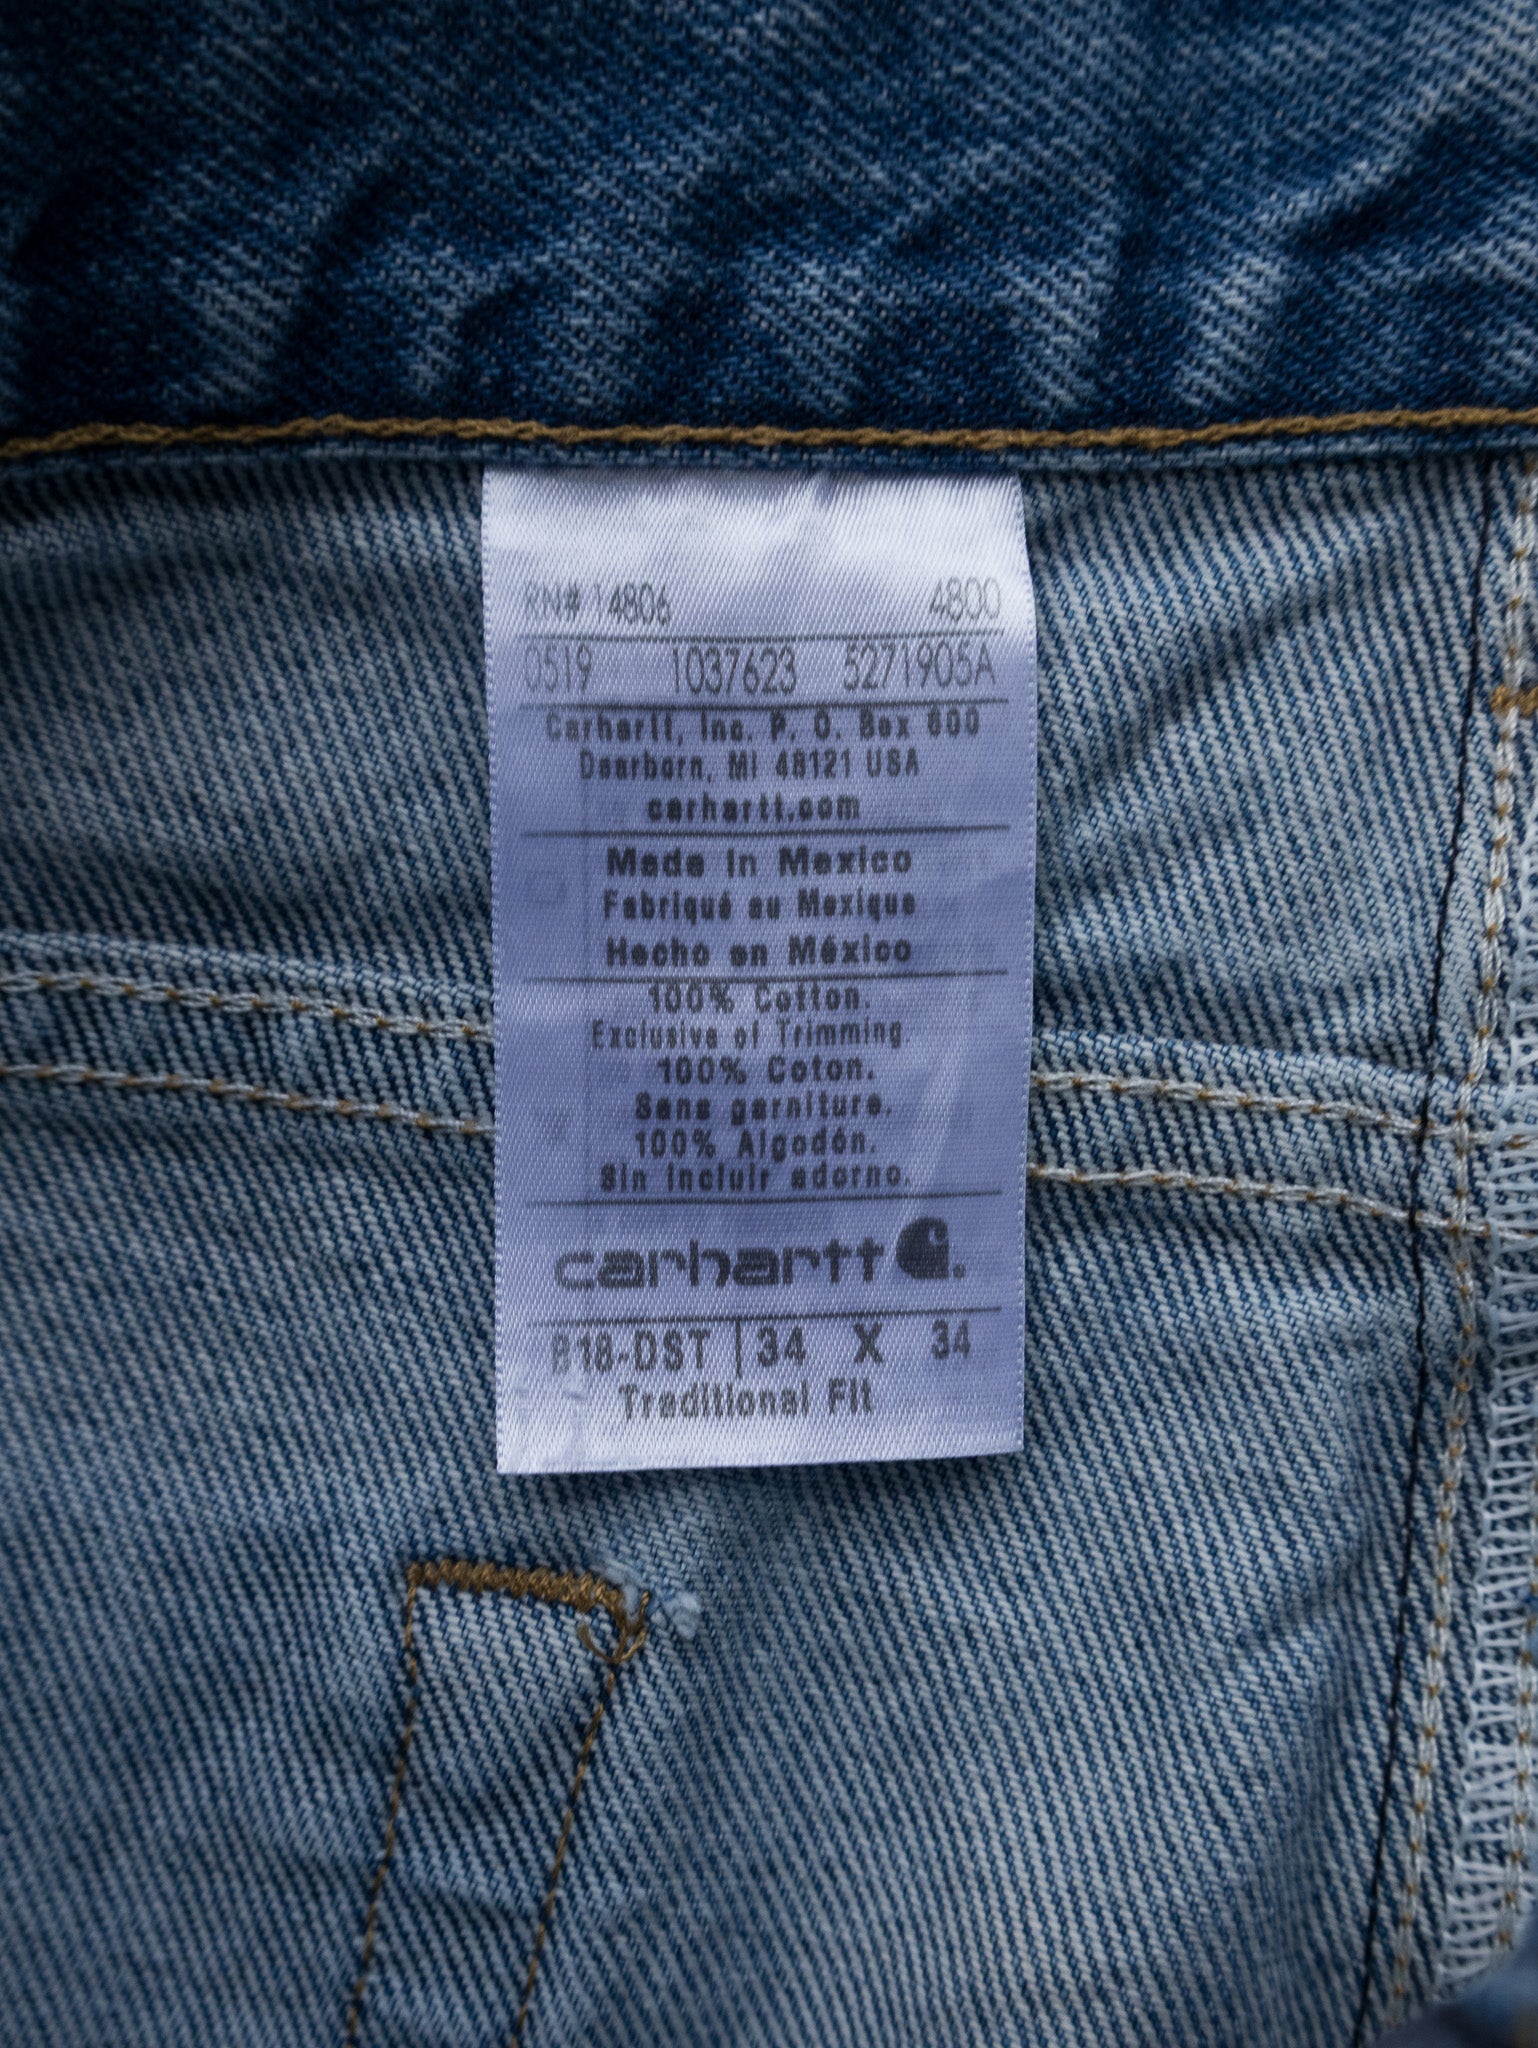 RN# 14806 4800
0519 1037623 5271905A
Carhartt, Inc. P. O. Box 600
Dearborn, MI 48121 USA
carhartt.com
Made in Mexico
Fabriqué au Mexique
Hecho en México
100% Cotton.
Exclusive of Trimming.
100% Coton.
Sans garniture.
100% Algodón.
Sin incluir adorno.
carhartt
B18-DST | 34 X 34
Traditional Fit